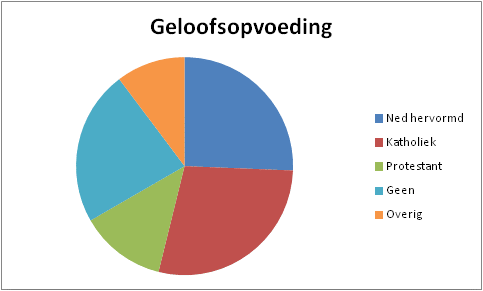 Geloofsopvoeding
Ned hervormd
Katholiek
Protestant
Geen
Overig